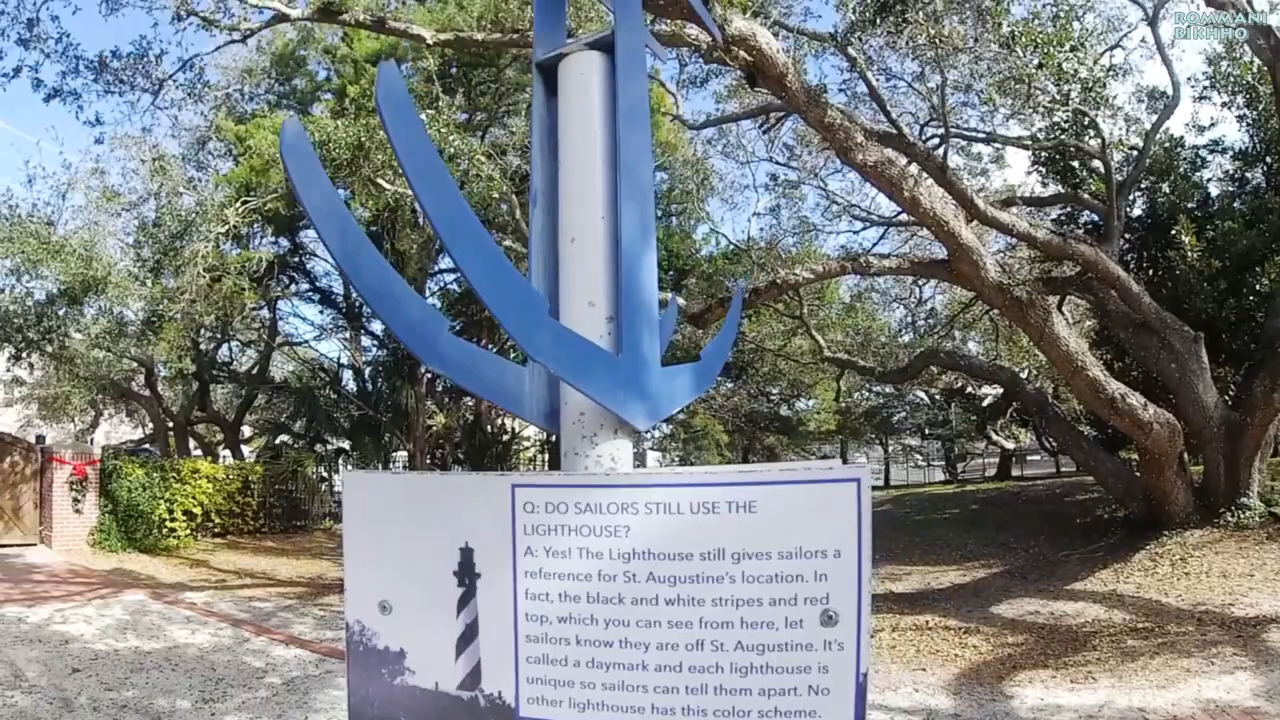 ROMMANI
BIKHHO
Q: DO SAILORS STILL USE THE
LIGHTHOUSE?
A: Yes! The Lighthouse still gives sailors a
reference for St. Augustine's location. In
fact, the black and white stripes and red
top, which you can see from here, let
sailors know they are off St. Augustine. It's
called a daymark and each lighthouse is
unique so sailors can tell them apart. No
other lighthouse has this color scheme.